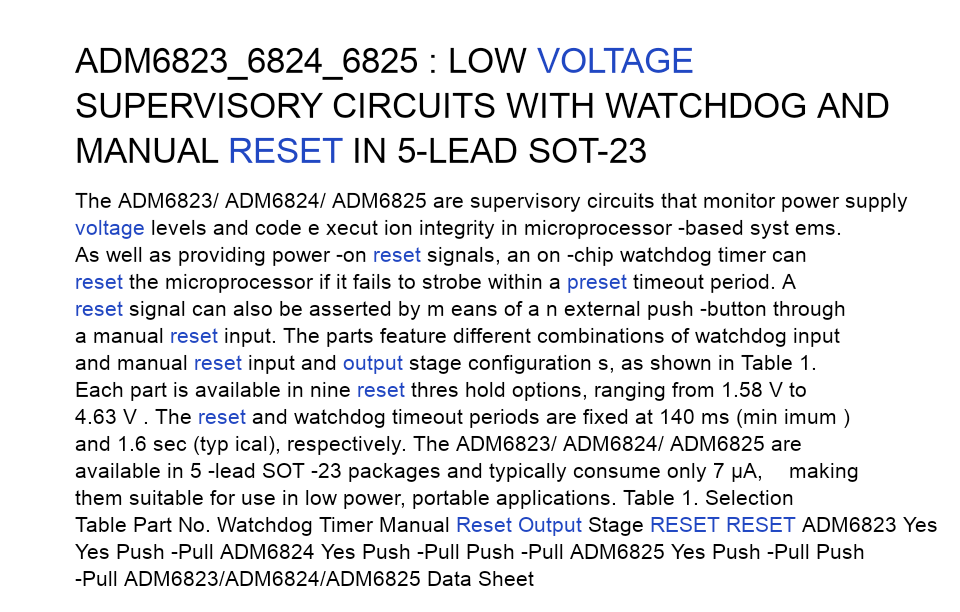 ADM6823_6824_6825 : LOW VOLTAGE
SUPERVISORY CIRCUITS WITH WATCHDOG AND
MANUAL RESET IN 5-LEAD SOT-23
The ADM6823/ ADM6824/ ADM6825 are supervisory circuits that monitor power supply
voltage levels and code e xecut ion integrity in microprocessor -based syst ems.
As well as providing power -on reset signals, an on -chip watchdog timer can
reset the microprocessor if it fails to strobe within a preset timeout period. A
reset signal can also be asserted by m eans of a n external push -button through
a manual reset input. The parts feature different combinations of watchdog input
and manual reset input and output stage configuration s, as shown in Table 1.
Each part is available in nine reset thres hold options, ranging from 1.58 V to
4.63 V . The reset and watchdog timeout periods are fixed at 140 ms (min imum )
and 1.6 sec (typ ical), respectively. The ADM6823/ ADM6824/ ADM6825 are
available in 5 -lead SOT -23 packages and typically consume only 7 μA, making
them suitable for use in low power, portable applications. Table 1. Selection
Table Part No. Watchdog Timer Manual Reset Output Stage RESET RESET ADM6823 Yes
Yes Push -Pull ADM6824 Yes Push -Pull Push -Pull ADM6825 Yes Push -Pull Push
-Pull ADM6823/ADM6824/ADM6825 Data Sheet